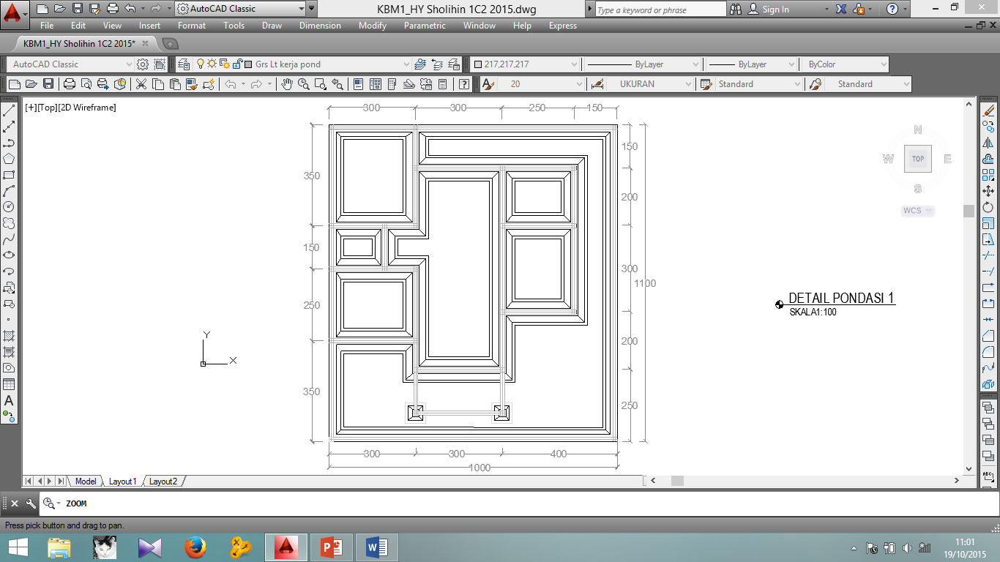 AutoCAD Classic
KBM1_HY Sholihin 1C2 2015.dwg
Type a keyword or phrase
Sign In
File Edit View Insert Format Tools Draw Dimension Modify Parametric Window Help Express
KBM1_HY Sholihin 1C2 2015*
AutoCAD Classic
Grs Lt kerja pond
217,217,217
ByLayer
ByLayer
ByColor
20
UKURAN
Standard
Standard
[+][Top][2D Wireframe]
300 300 250 150
350
150
250
350
150
200
300
1100
200
250
300 300 400
1000
N
W TOP E
S
WCS
DETAIL PONDASI 1
SKALA1:100
Y
X
A
ABC
Model Layout1 Layout2
ZOOM
Press pick button and drag to pan.
11:01
19/10/2015